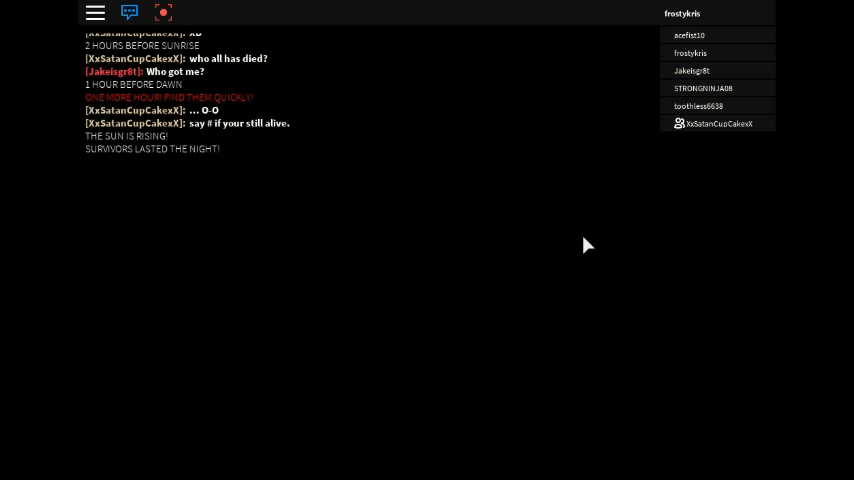 frostykris
[XxSatanCupCakexX]: XD
2 HOURS BEFORE SUNRISE
[XxSatanCupCakexX]: who all has died?
[Jakeisgr8t]: Who got me?
1 HOUR BEFORE DAWN
ONE MORE HOUR! FIND THEM QUICKLY!
[XxSatanCupCakexX]: ... O-O
[XxSatanCupCakexX]: say # if your still alive.
THE SUN IS RISING!
SURVIVORS LASTED THE NIGHT!
acefist10
frostykris
Jakeisgr8t
STRONGNINJA08
toothless6638
XxSatanCupCakexX